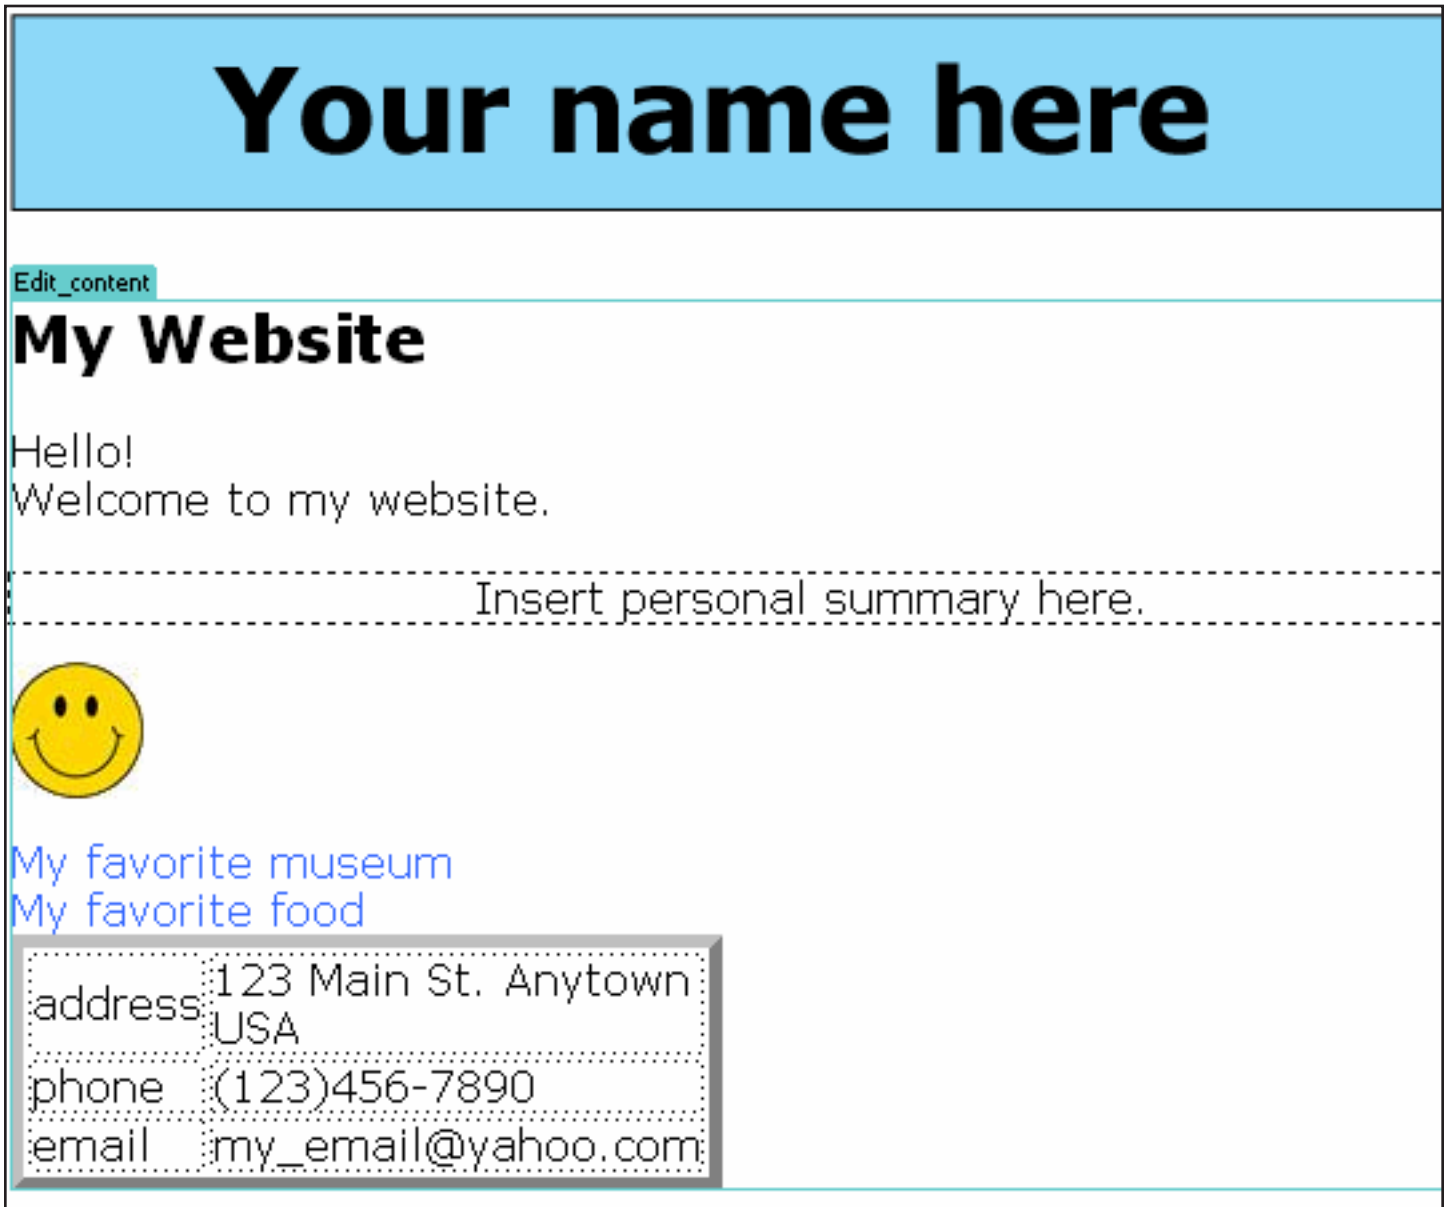 Your name here
Edit_content
My Website
Hello!
Welcome to my website.
Insert personal summary here.
My favorite museum
My favorite food
address 123 Main St. Anytown
USA
phone (123)456-7890
email my_email@yahoo.com